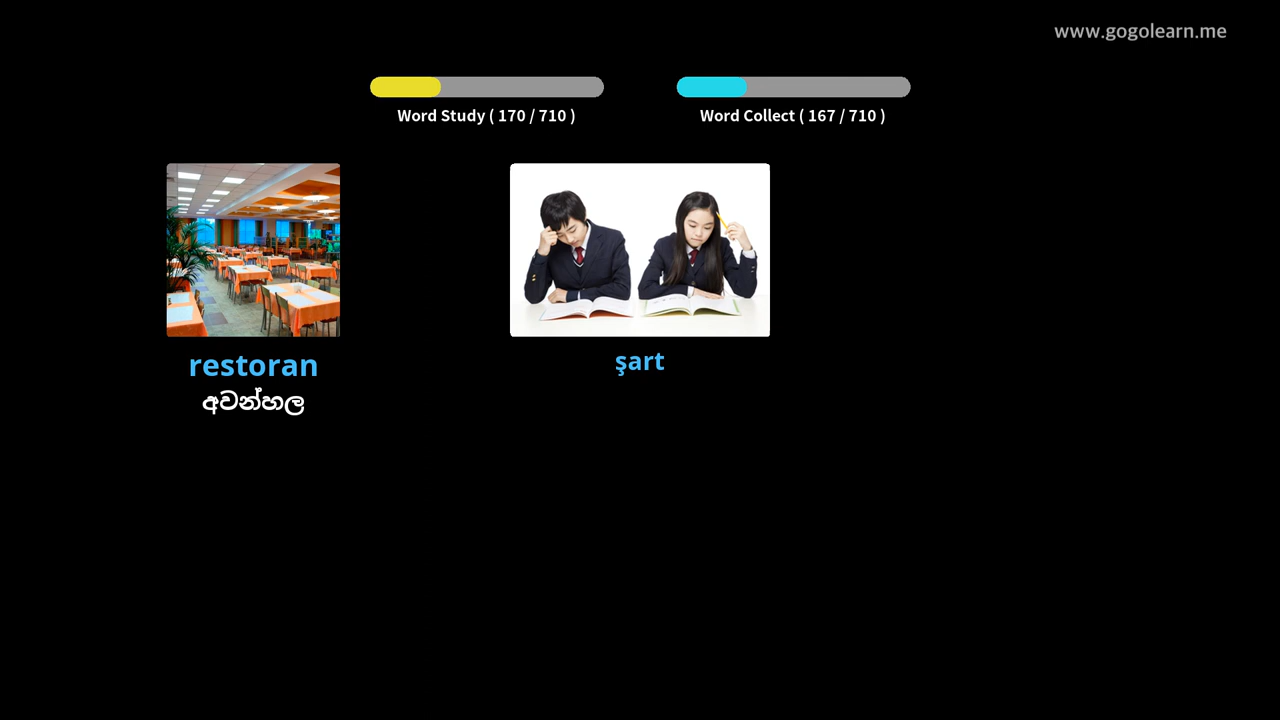 www.gogolearn.me
Word Study ( 170 / 710 )
Word Collect ( 167 / 710 )
restoran
අවන්හල
şart